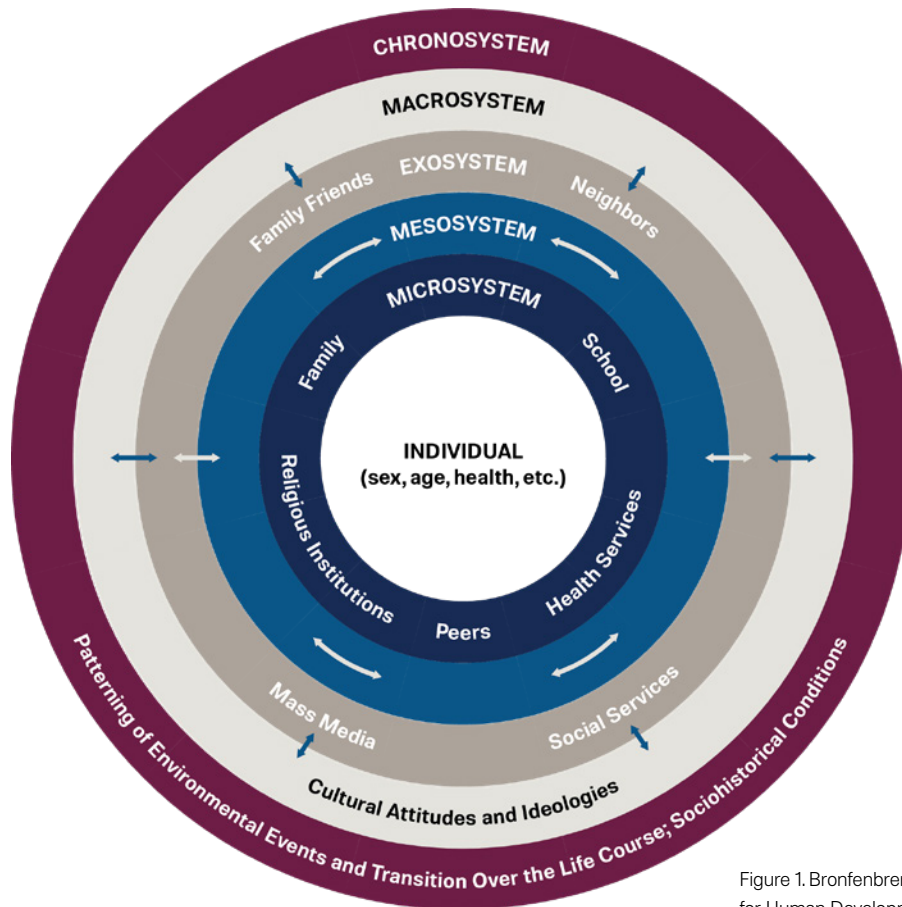 CHRONOSYSTEM
MACROSYSTEM
EXOSYSTEM
Family Friends
Neighbors
MESOSYSTEM
MICROSYSTEM
Family
School
INDIVIDUAL
(sex, age, health, etc.)
Religious Institutions
Health Services
Peers
Mass Media
Social Services
Cultural Attitudes and Ideologies
Patterning of Environmental Events and Transition Over the Life Course; Sociohistorical Conditions
Figure 1. Bronfenbre